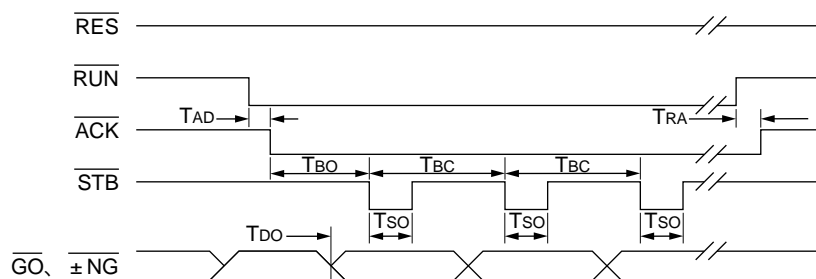 RES
RUN
TAD
TRA
ACK
TBO TBC TBC
STB
TSO TSO TSO
TDO
GO、±NG